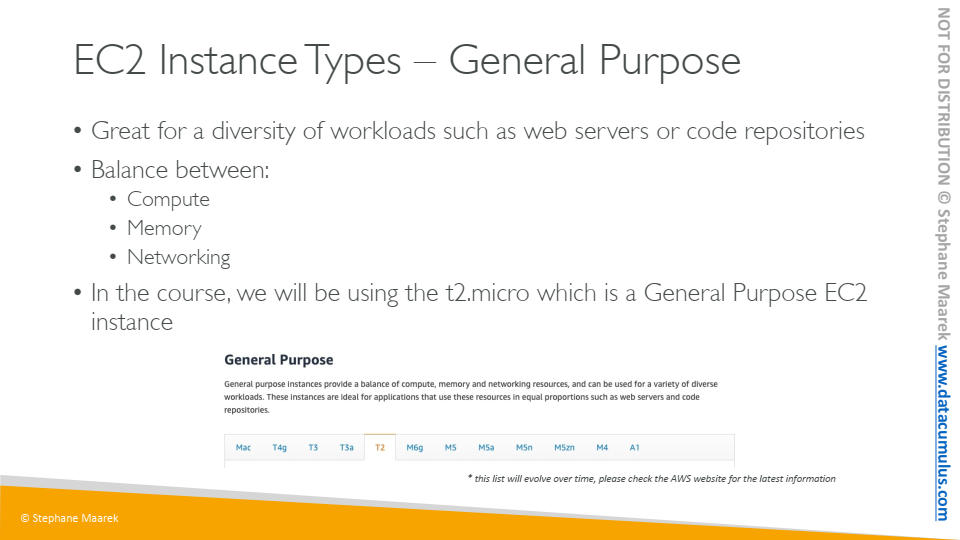 EC2 Instance Types – General Purpose
• Great for a diversity of workloads such as web servers or code repositories
• Balance between:
• Compute
• Memory
• Networking
• In the course, we will be using the t2.micro which is a General Purpose EC2
instance
General Purpose
General purpose instances provide a balance of compute, memory and networking resources, and can be used for a variety of diverse
workloads. These instances are ideal for applications that use these resources in equal proportions such as web servers and code
repositories.
Mac T4g T3 T3a T2 M6g M5 M5a M5n M5zn M4 A1
* this list will evolve over time, please check the AWS website for the latest information
© Stephane Maarek
NOT FOR DISTRIBUTION © Stephane Maarek www.datacumulus.com